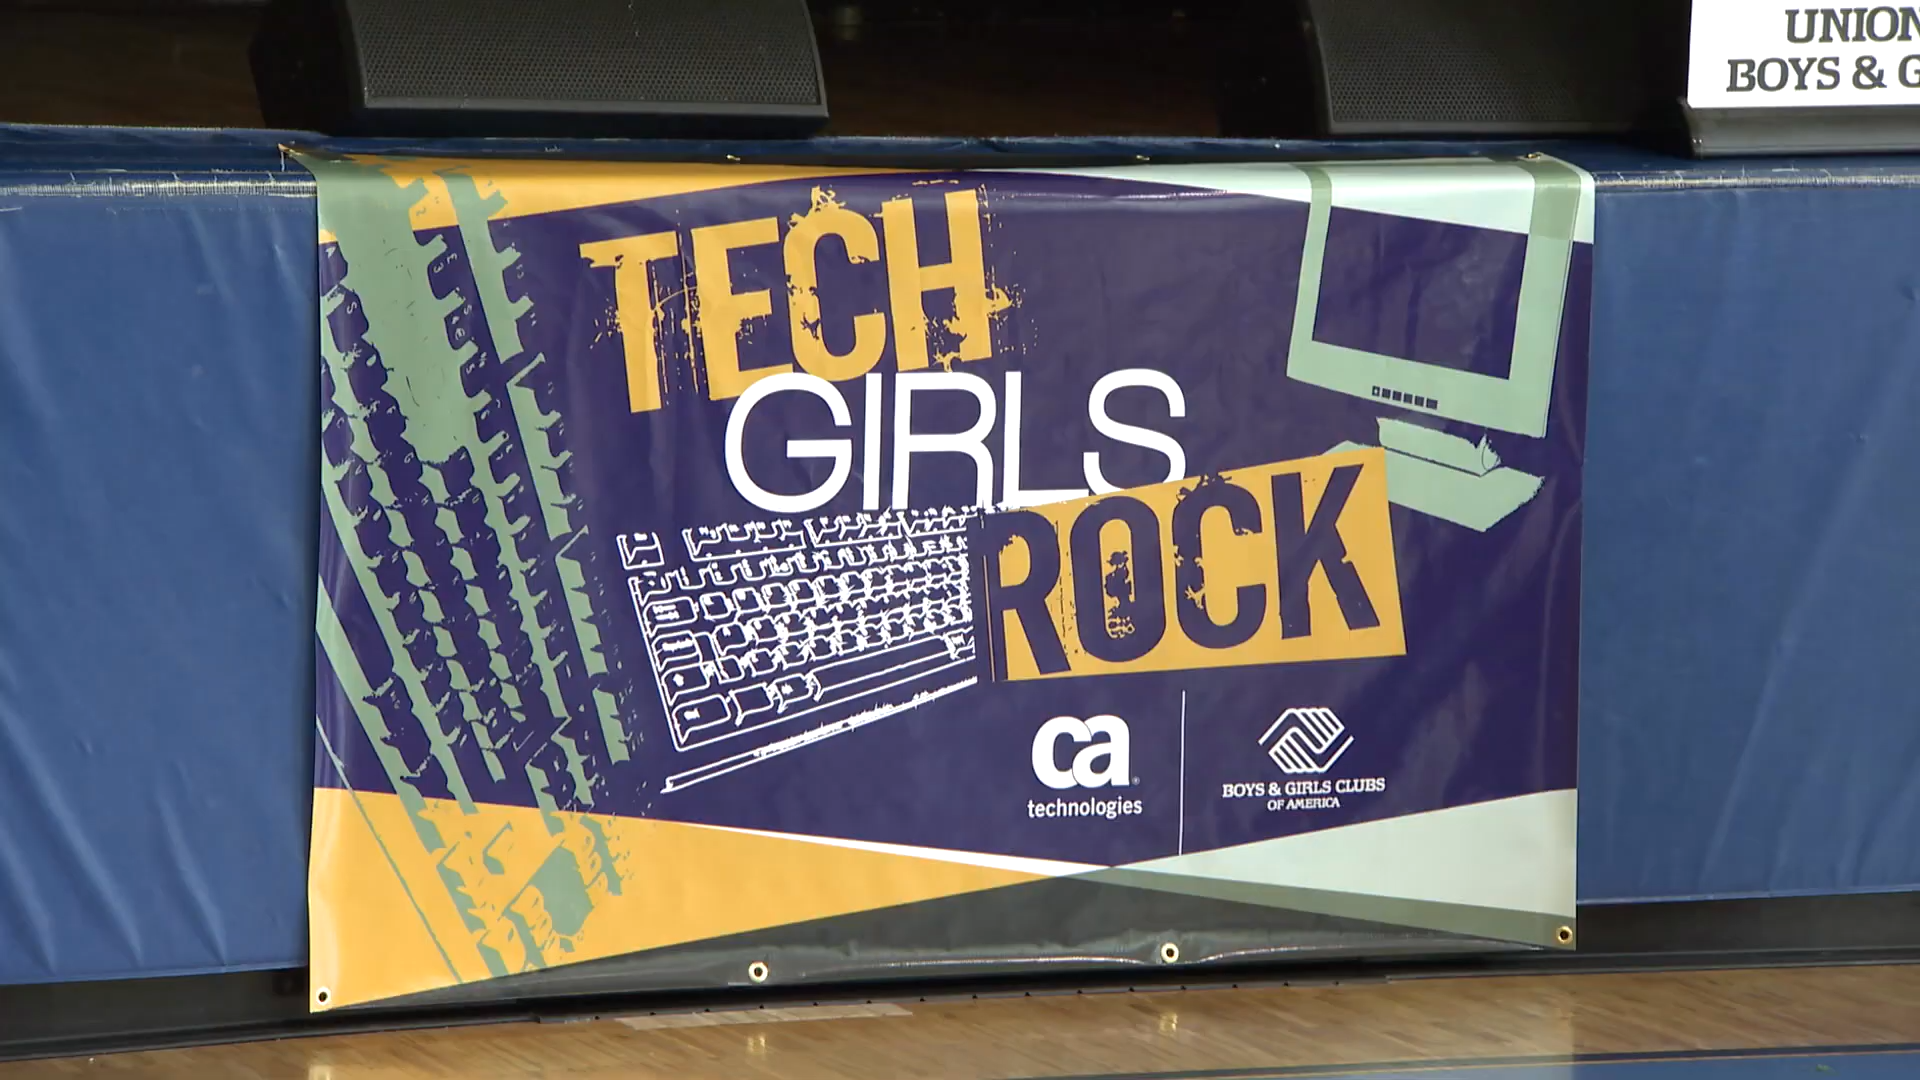 UNION
BOYS & G
TECH
GIRLS
ROCK
ca
technologies
BOYS & GIRLS CLUBS
OF AMERICA